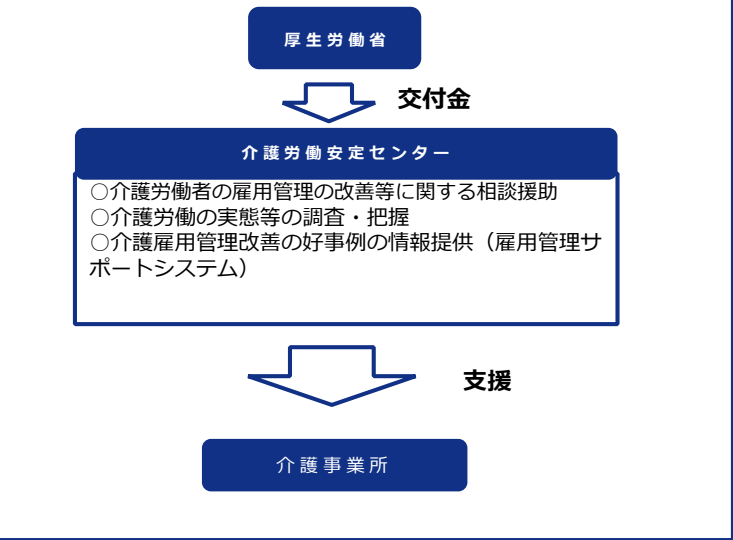 厚生労働省
交付金
介護労働安定センター
○介護労働者の雇用管理の改善等に関する相談援助
○介護労働の実態等の調査・把握
○介護雇用管理改善の好事例の情報提供（雇用管理サ
ポートシステム）
支援
介護事業所